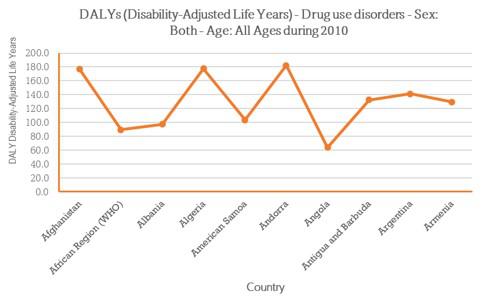 DALYs (Disability-Adjusted Life Years) - Drug use disorders - Sex:
Both - Age: All Ages during 2010
DALY Disability-Adjusted Life Years
200.0
180.0
160.0
140.0
120.0
100.0
80.0
60.0
40.0
20.0
0.0
Afghanistan
African Region (WHO)
Albania
Algeria
American Samoa
Andorra
Angola
Antigua and Barbuda
Argentina
Armenia
Country